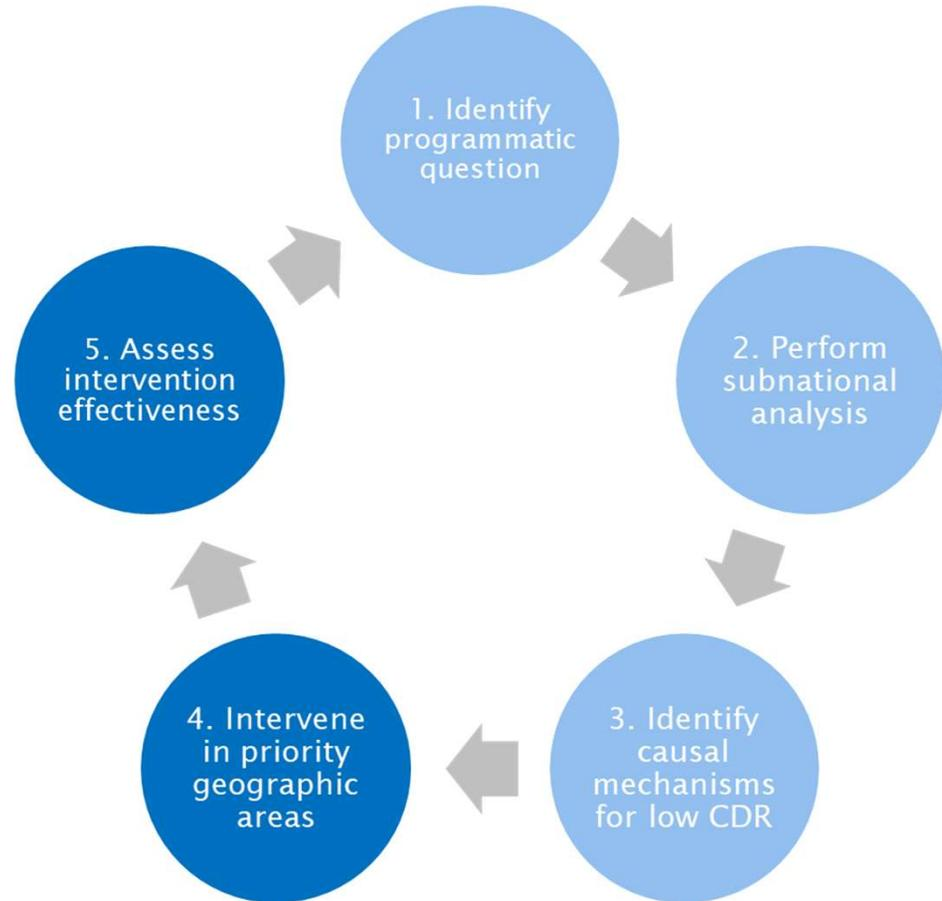 1. Identify
programmatic
question
2. Perform
subnational
analysis
3. Identify
causal
mechanisms
for low CDR
4. Intervene
in priority
geographic
areas
5. Assess
intervention
effectiveness